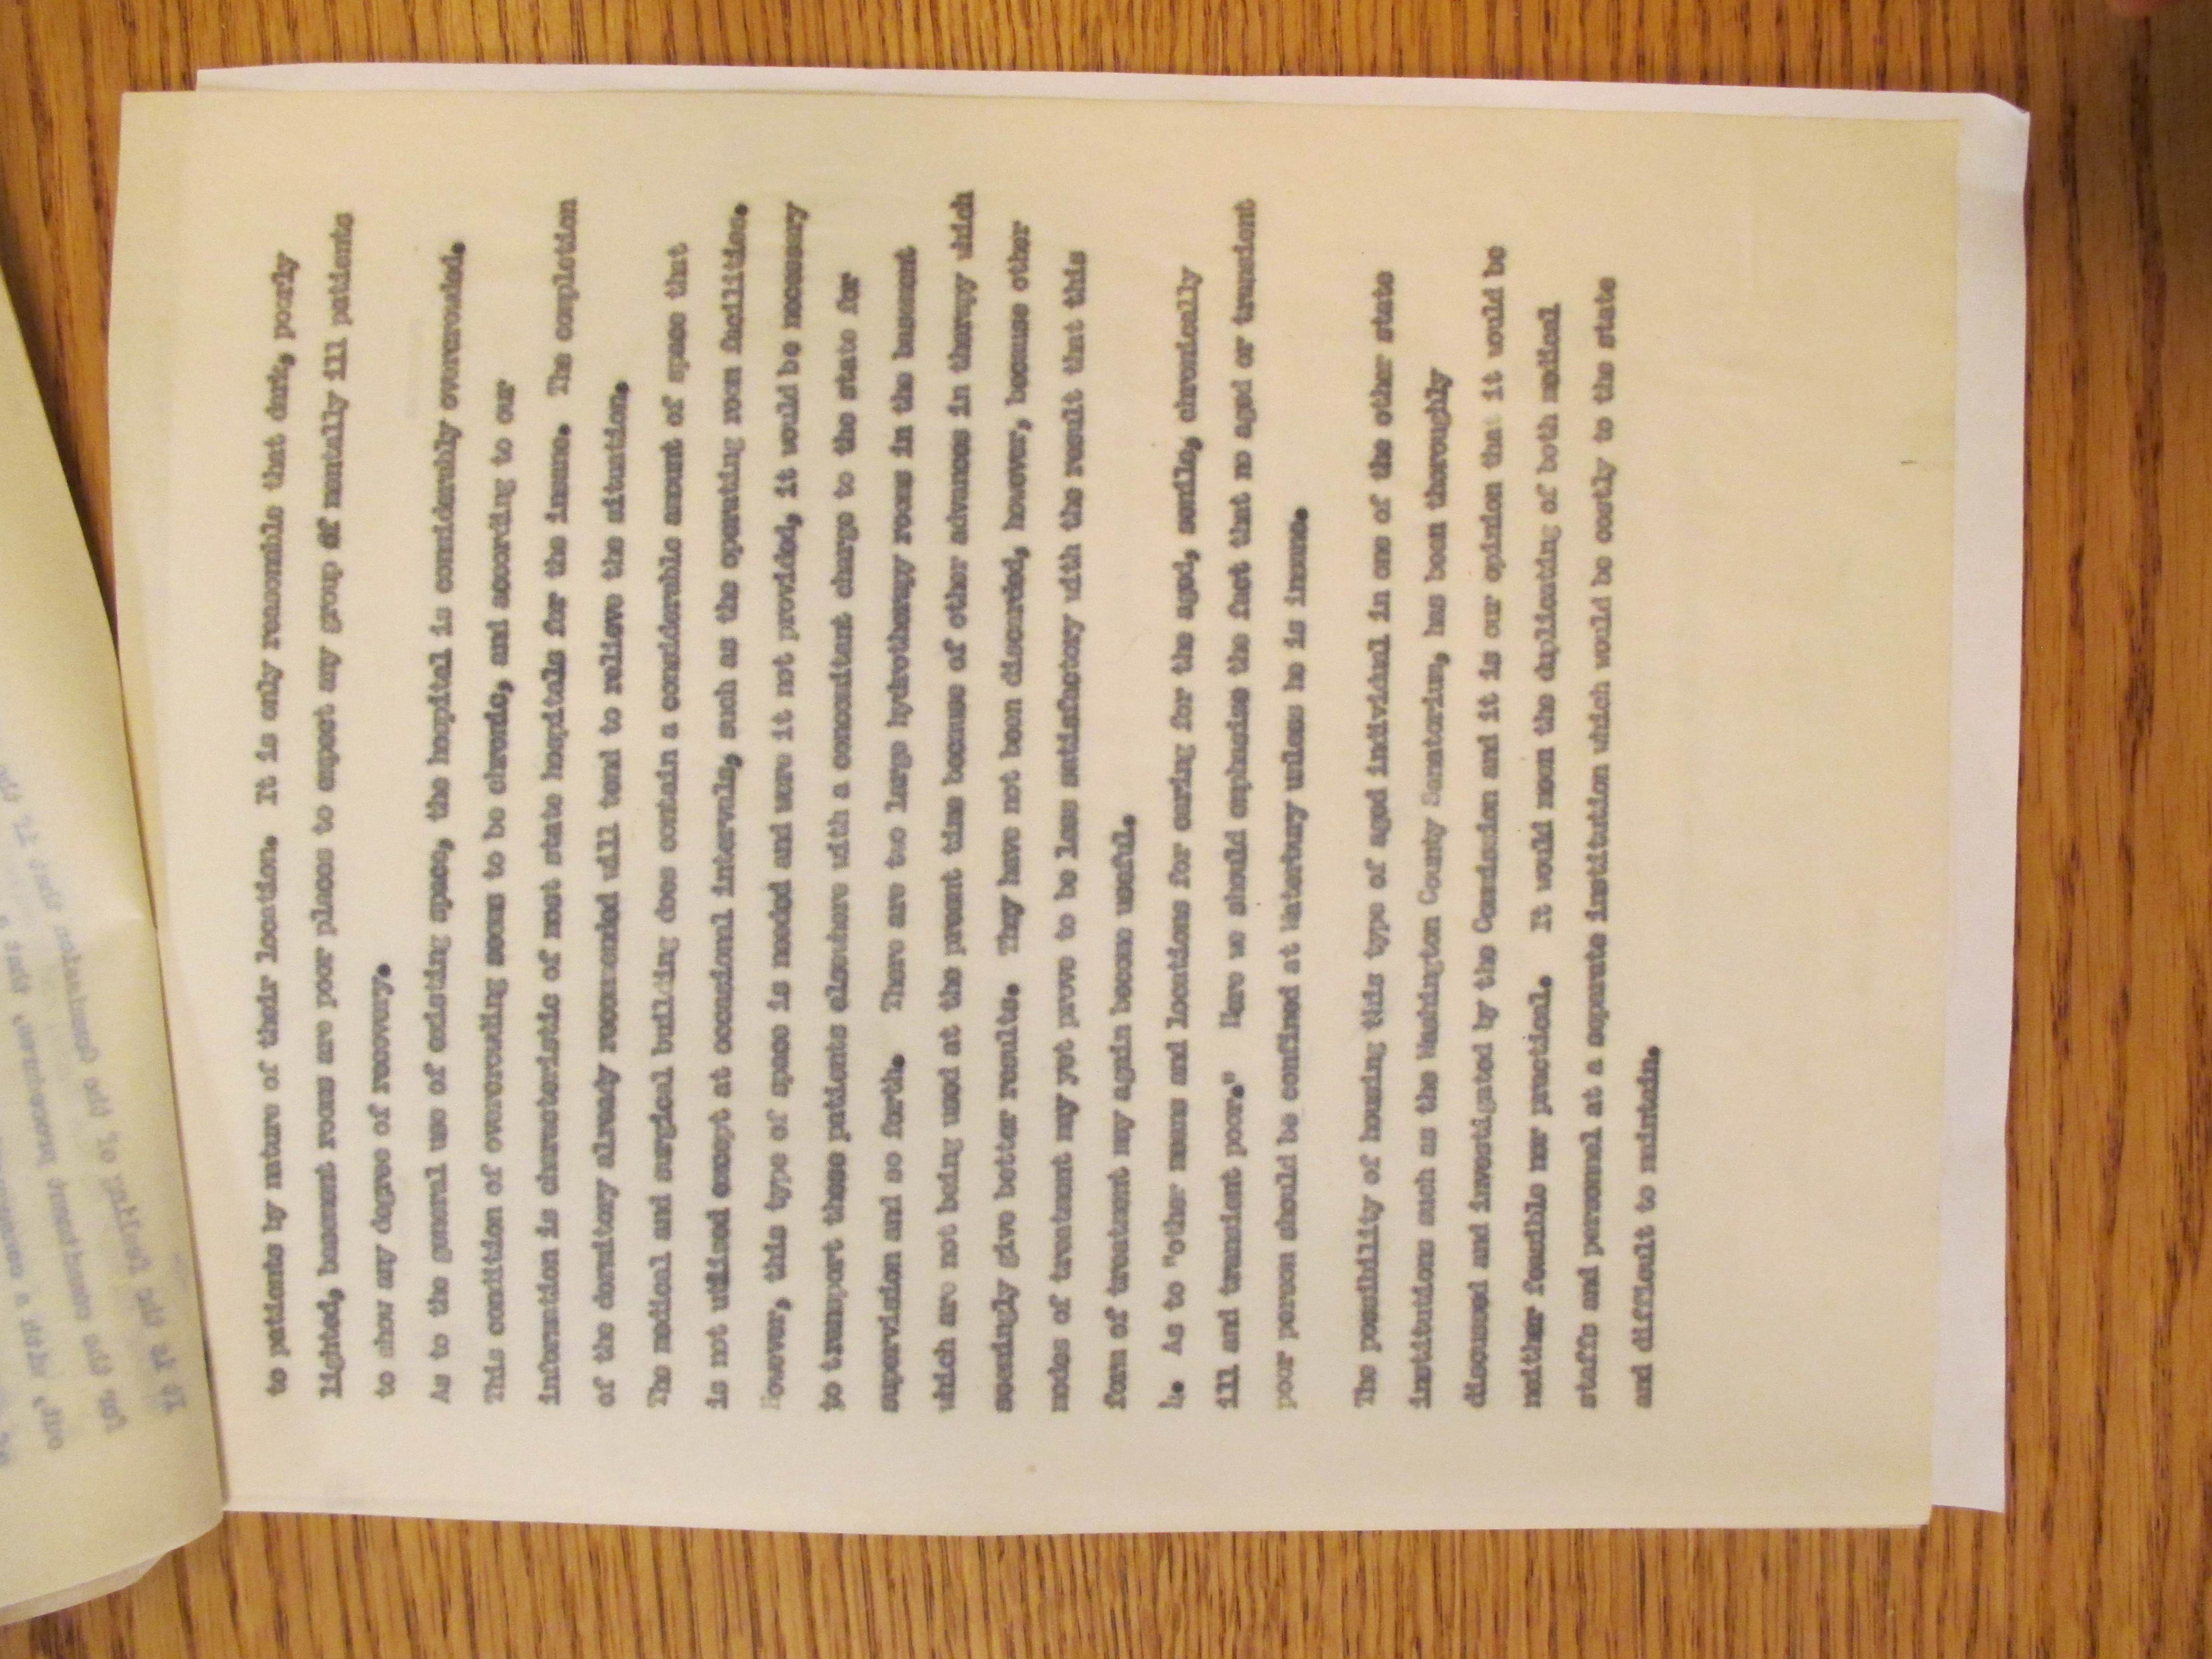 to patients by nature of their location. It is only reasonable that dark, poorly
lighted, basement rooms are poor places to expect any group of mentally ill patients
to show any degree of recovery.
As to the general use of existing space, the hospital is considerably overcrowded.
This condition of overcrowding seems to be chronic, and according to our
information is characteristic of most state hospitals for the insane. The completion
of the dormitory already recommended will tend to relieve the situation.
The medical and surgical building does contain a considerable amount of space that
is not utilized except at occasional intervals, such as the operating room facilities.
However, this type of space is needed and were it not provided, it would be necessary
to transport these patients elsewhere with a concomitant charge to the state for
supervision and so forth. There are two large hydrotherapy rooms in the basement
which are not being used at the present time because of other advances in therapy which
seemingly give better results. They have not been discarded, however, because other
modes of treatment may yet prove to be less satisfactory with the result that this
form of treatment may again become useful.
4. As to "other means and locations for caring for the aged, senile, chronically
ill and transient poor." Here we should emphasize the fact that no aged or transient
poor person should be confined at Waterbury unless he is insane.
The possibility of housing this type of aged individual in one of the other state
institutions such as the Washington County Sanatorium, has been thoroughly
discussed and investigated by the Commission and it is our opinion that it would be
neither feasible nor practical. It would mean the duplicating of both medical
staffs and personnel at a separate institution which would be costly to the state
and difficult to maintain.
It is the feeling of the Commission that
for the
competent procedure, that
our, with a